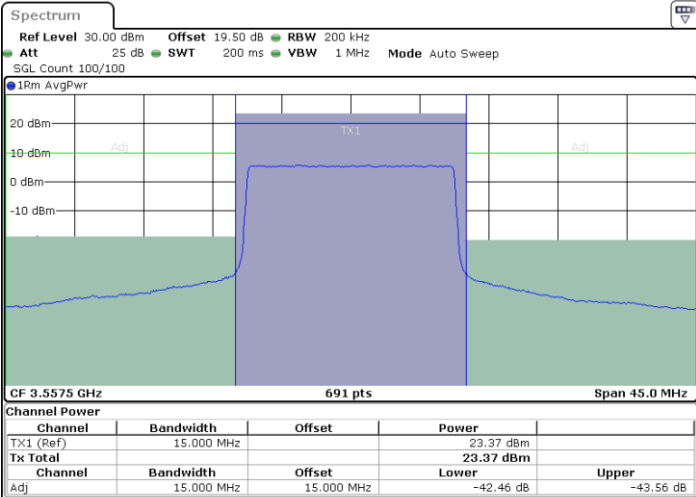 Spectrum
Ref Level 30.00 dBm Offset 19.50 dB RBW 200 kHz
Att 25 dB SWT 200 ms VBW 1 MHz Mode Auto Sweep
SGL Count 100/100
1Rm AvgPwr
20 dBm
TX1
Adj
Adj
10 dBm
0 dBm
-10 dBm
CF 3.5575 GHz 691 pts Span 45.0 MHz
Channel Power
Channel Bandwidth Offset Power
TX1 (Ref) 15.000 MHz 23.37 dBm
Tx Total 23.37 dBm
Channel Bandwidth Offset Lower Upper
Adj 15.000 MHz 15.000 MHz -42.46 dB -43.56 dB